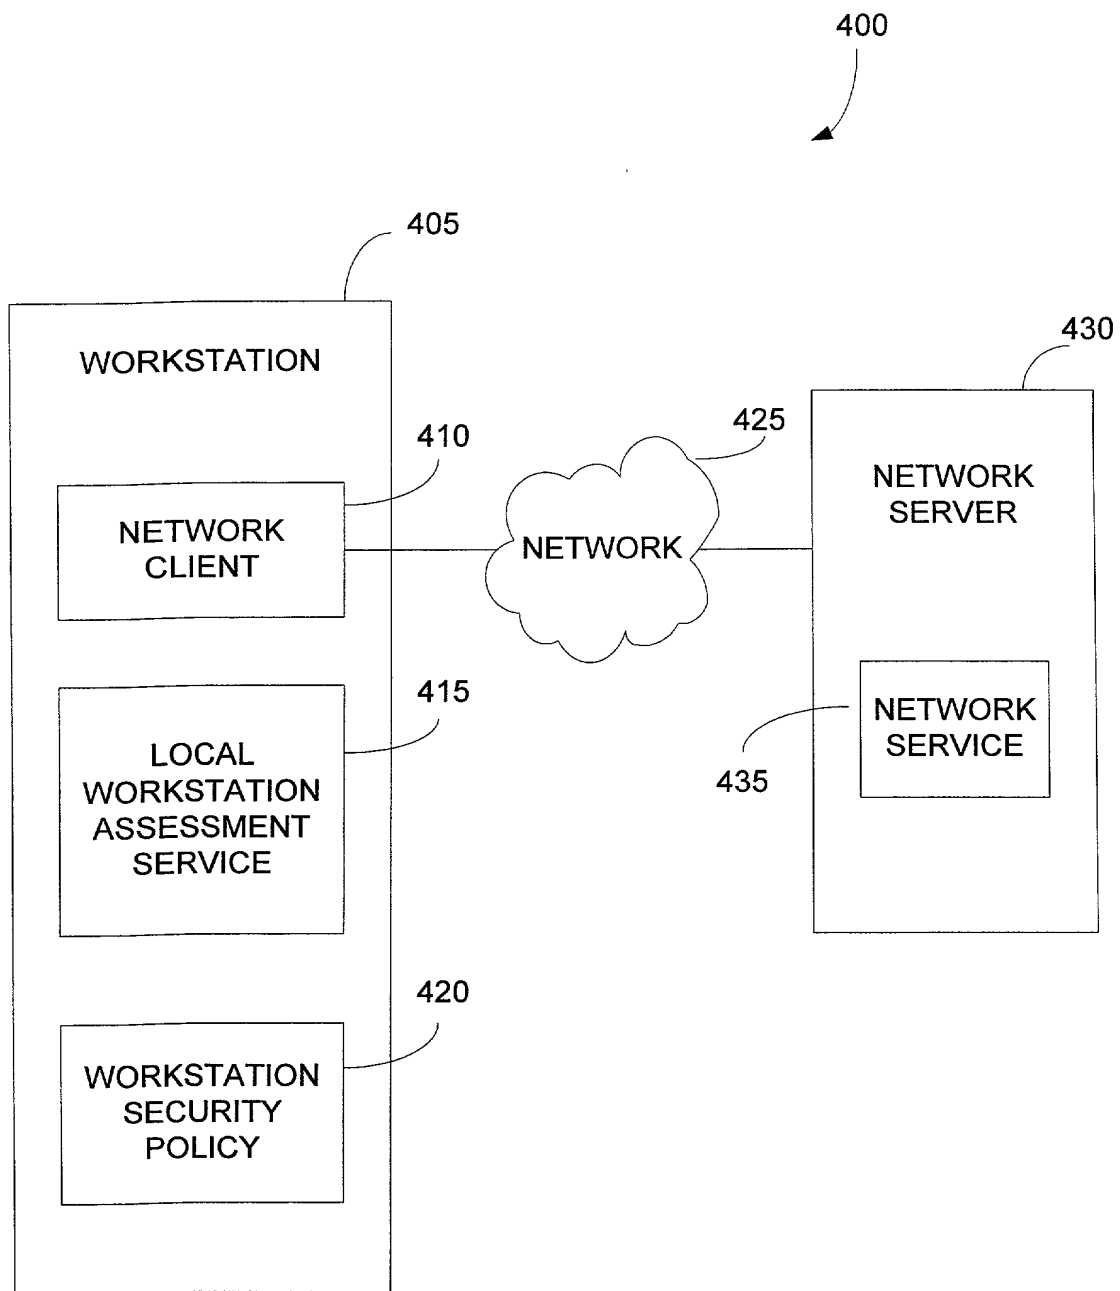 400
405
WORKSTATION
430
410
425
NETWORK
CLIENT
NETWORK
NETWORK
SERVER
415
LOCAL
WORKSTATION
ASSESSMENT
SERVICE
435
NETWORK
SERVICE
420
WORKSTATION
SECURITY
POLICY